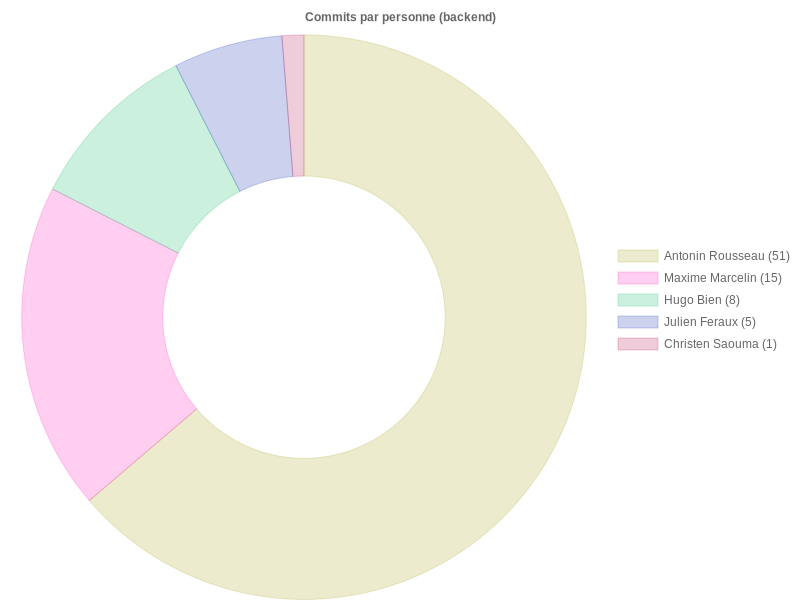 Commits par personne (backend)
Antonin Rousseau (51)
Maxime Marcelin (15)
Hugo Bien (8)
Julien Feraux (5)
Christen Saouma (1)